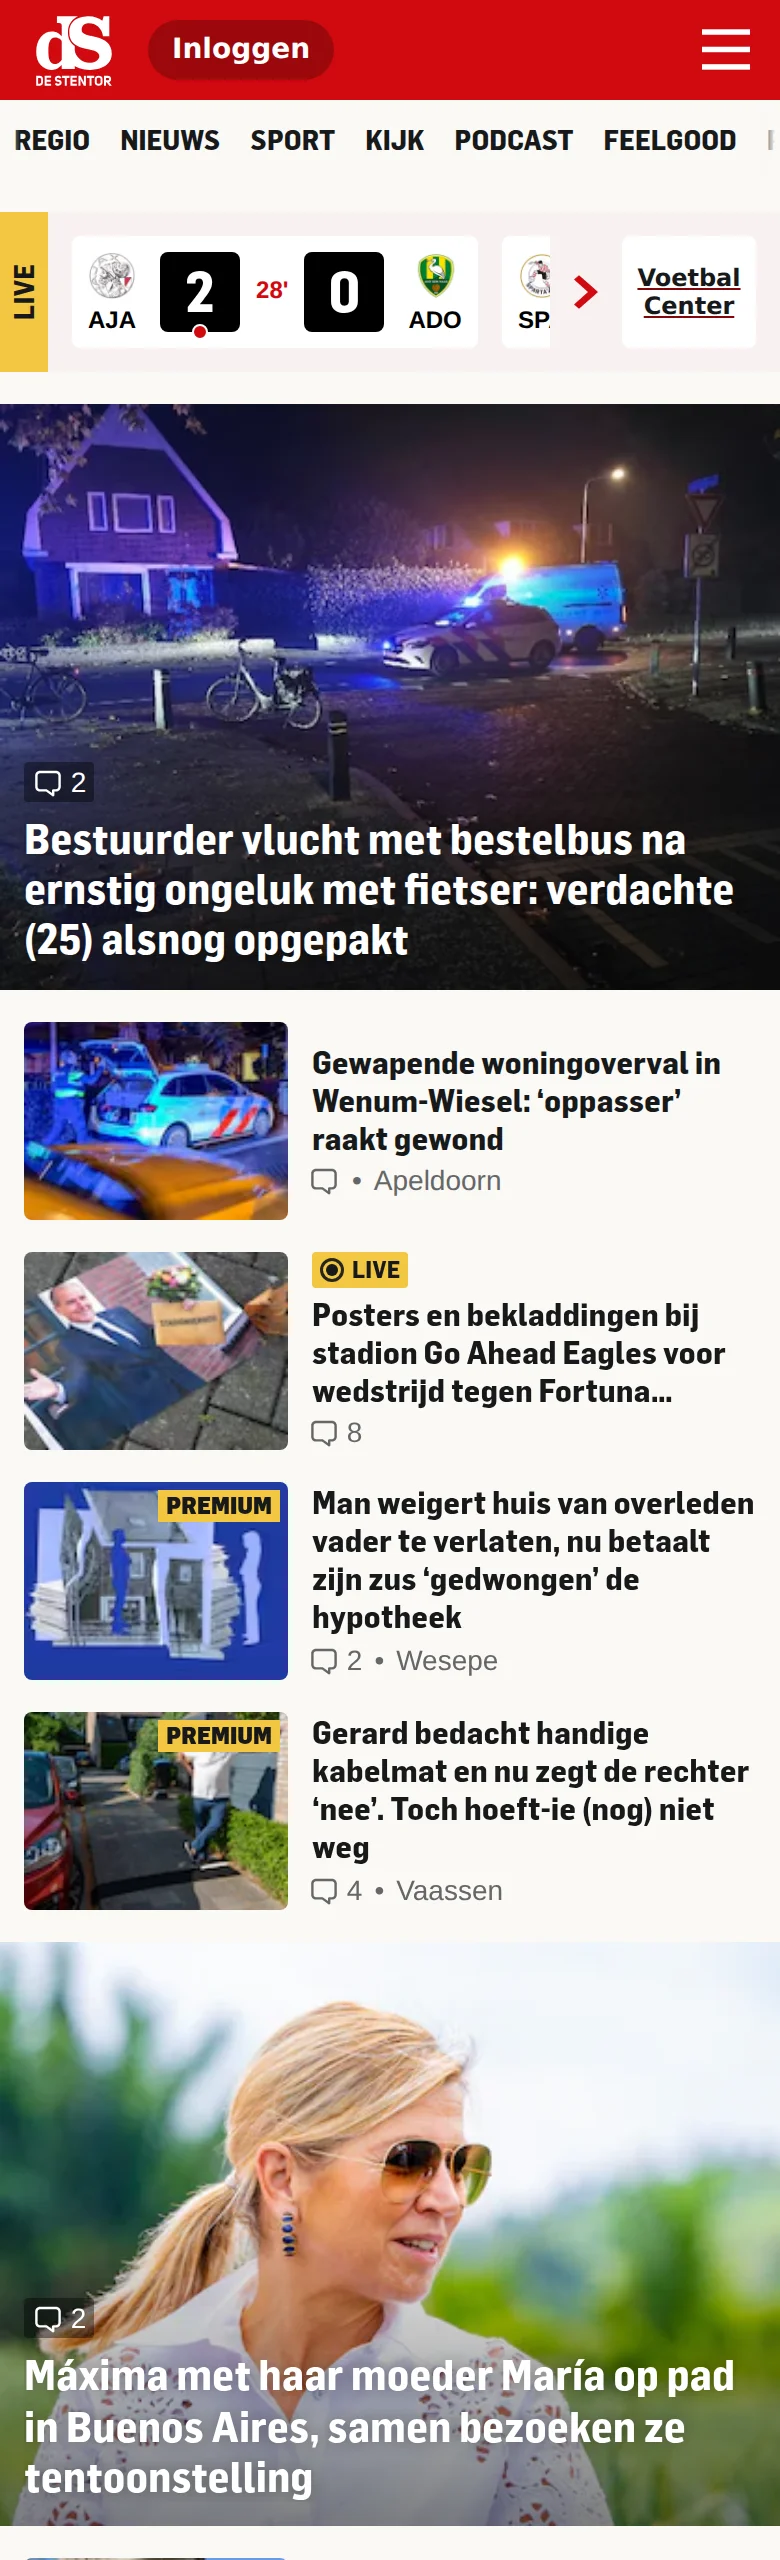 dS
DE STENTOR
Inloggen
REGIO NIEUWS SPORT KIJK PODCAST FEELGOOD
LIVE
AJA 2 28' 0 ADO
SPA
Voetbal
Center
2
Bestuurder vlucht met bestelbus na
ernstig ongeluk met fietser: verdachte
(25) alsnog opgepakt
Gewapende woningoverval in
Wenum-Wiesel: ‘oppasser’
raakt gewond
• Apeldoorn
LIVE
Posters en bekladdingen bij
stadion Go Ahead Eagles voor
wedstrijd tegen Fortuna...
8
PREMIUM
Man weigert huis van overleden
vader te verlaten, nu betaalt
zijn zus ‘gedwongen’ de
hypotheek
2 • Wesepe
PREMIUM
Gerard bedacht handige
kabelmat en nu zegt de rechter
‘nee’. Toch hoeft-ie (nog) niet
weg
4 • Vaassen
2
Máxima met haar moeder María op pad
in Buenos Aires, samen bezoeken ze
tentoonstelling